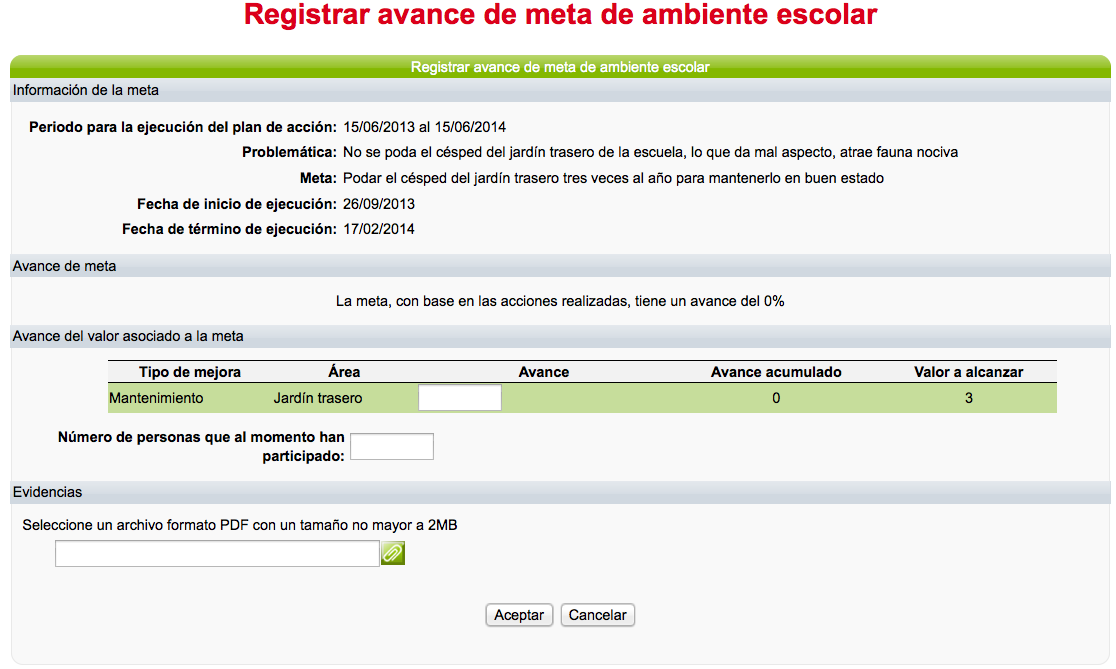 Registrar avance de meta de ambiente escolar
Registrar avance de meta de ambiente escolar
Información de la meta
Periodo para la ejecución del plan de acción: 15/06/2013 al 15/06/2014
Problemática: No se poda el césped del jardín trasero de la escuela, lo que da mal aspecto, atrae fauna nociva
Meta: Podar el césped del jardín trasero tres veces al año para mantenerlo en buen estado
Fecha de inicio de ejecución: 26/09/2013
Fecha de término de ejecución: 17/02/2014
Avance de meta
La meta, con base en las acciones realizadas, tiene un avance del 0%
Avance del valor asociado a la meta
Tipo de mejora Área Avance Avance acumulado Valor a alcanzar
Mantenimiento Jardín trasero 0 3
Número de personas que al momento han
participado:
Evidencias
Seleccione un archivo formato PDF con un tamaño no mayor a 2MB
Aceptar Cancelar